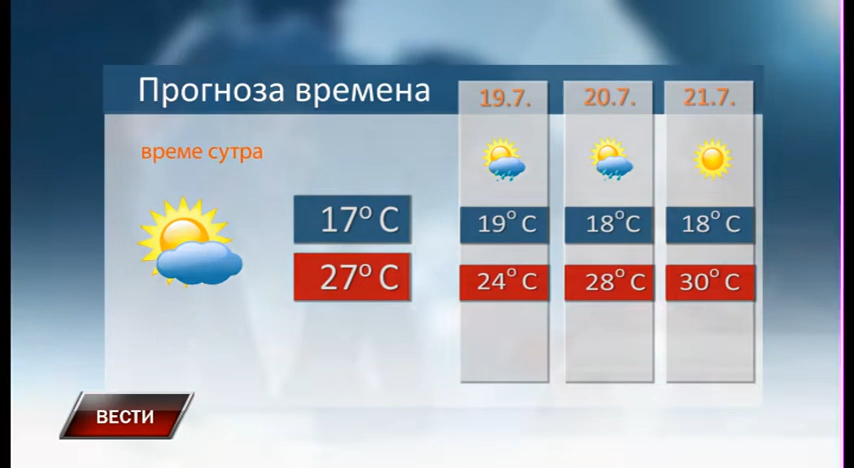 Прогноза времена
време сутра
17° C
27° C
19.7.
19° C
24° C
20.7.
18°C
28° C
21.7.
18° C
30° C
ВЕСТИ